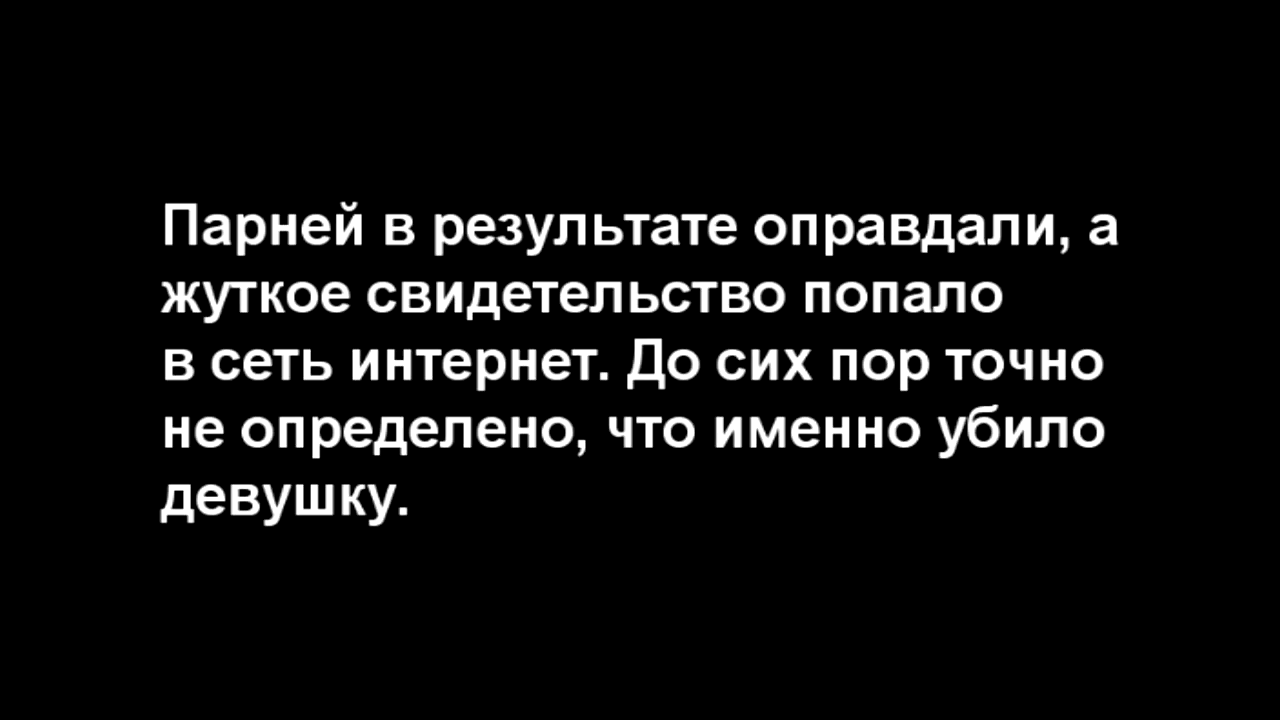 Парней в результате оправдали, а
жуткое свидетельство попало
в сеть интернет. До сих пор точно
не определено, что именно убило
девушку.